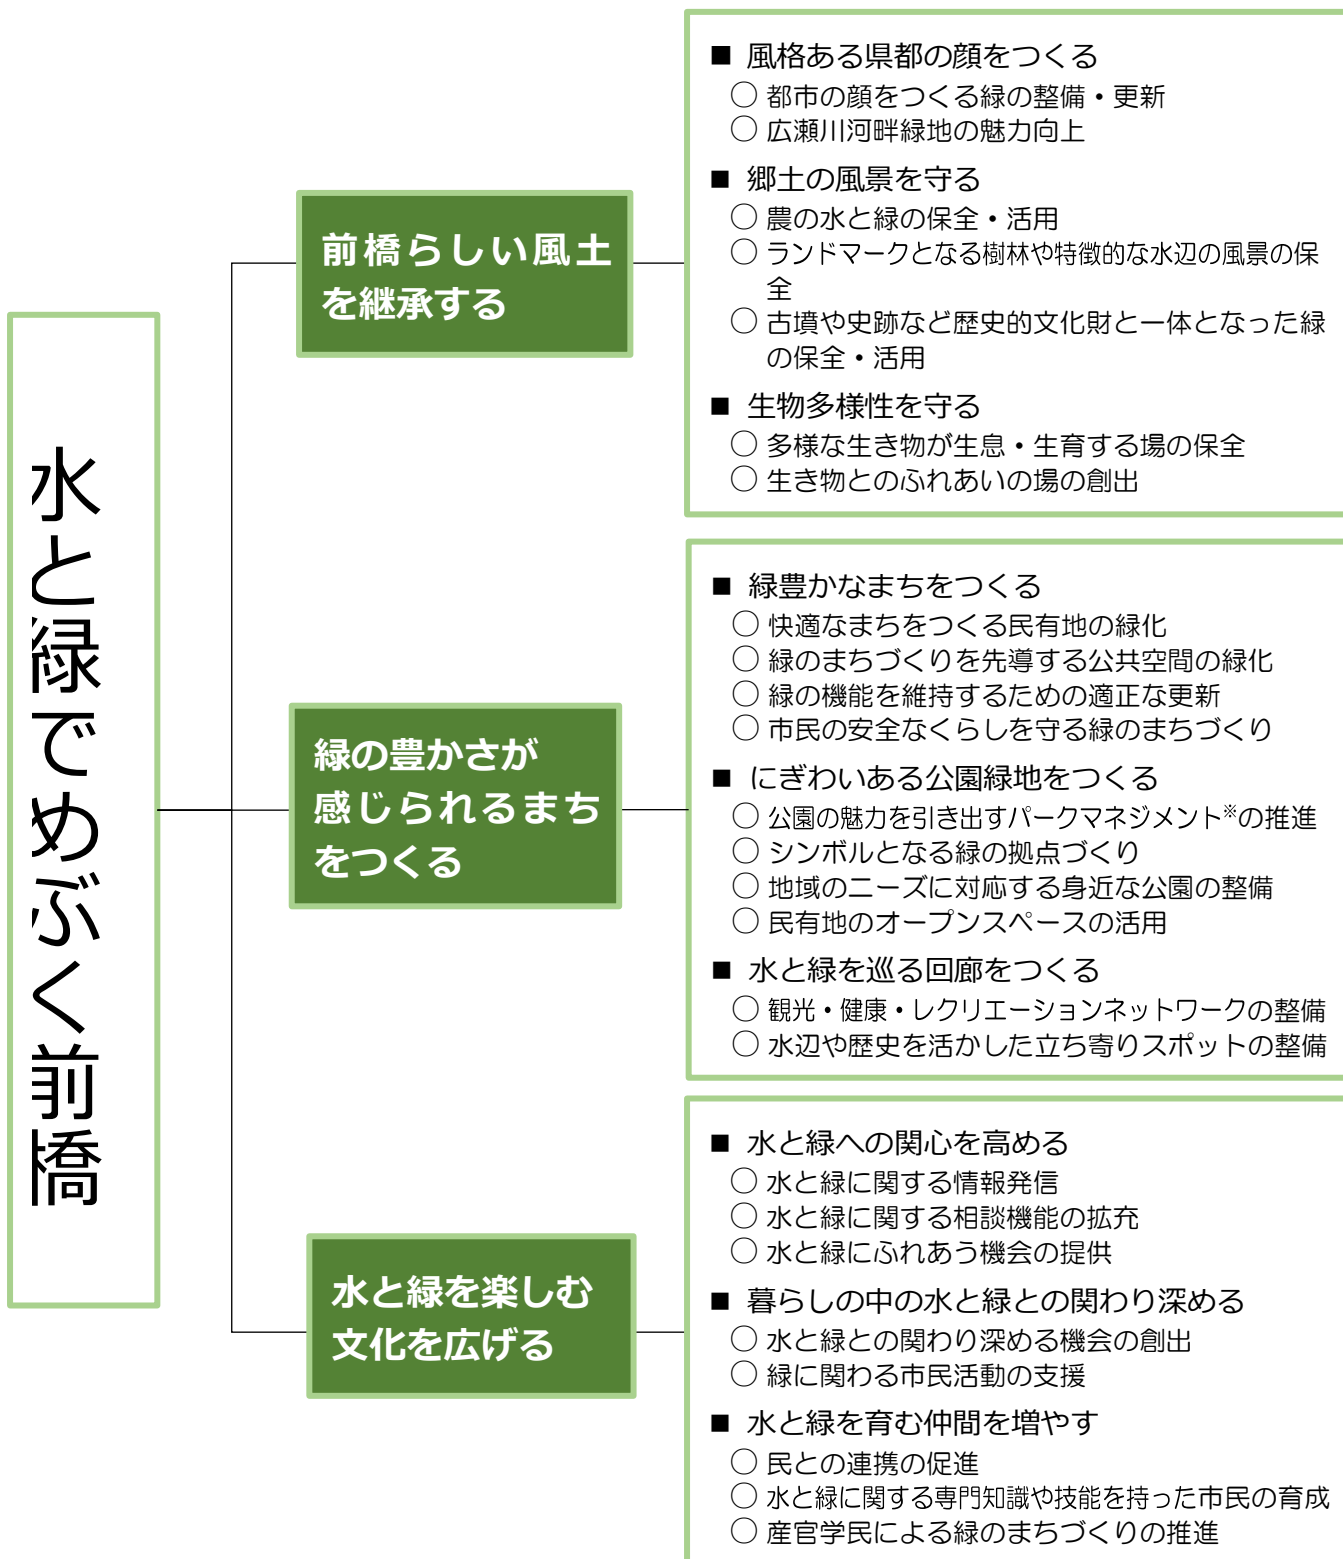 水と緑でめぶく前橋
前橋らしい風土
を継承する
■ 風格ある県都の顔をつくる
○ 都市の顔をつくる緑の整備・更新
○ 広瀬川河畔緑地の魅力向上
■ 郷土の風景を守る
○ 農の水と緑の保全・活用
○ ランドマークとなる樹林や特徴的な水辺の風景の保
全
○ 古墳や史跡など歴史的文化財と一体となった緑
の保全・活用
■ 生物多様性を守る
○ 多様な生き物が生息・生育する場の保全
○ 生き物とのふれあいの場の創出
緑の豊かさが
感じられるまち
をつくる
■ 緑豊かなまちをつくる
○ 快適なまちをつくる民有地の緑化
○ 緑のまちづくりを先導する公共空間の緑化
○ 緑の機能を維持するための適正な更新
○ 市民の安全なくらしを守る緑のまちづくり
■ にぎわいある公園緑地をつくる
○ 公園の魅力を引き出すパークマネジメント※の推進
○ シンボルとなる緑の拠点づくり
○ 地域のニーズに対応する身近な公園の整備
○ 民有地のオープンスペースの活用
■ 水と緑を巡る回廊をつくる
○ 観光・健康・レクリエーションネットワークの整備
○ 水辺や歴史を活かした立ち寄りスポットの整備
水と緑を楽しむ
文化を広げる
■ 水と緑への関心を高める
○ 水と緑に関する情報発信
○ 水と緑に関する相談機能の拡充
○ 水と緑にふれあう機会の提供
■ 暮らしの中の水と緑との関わり深める
○ 水と緑との関わり深める機会の創出
○ 緑に関わる市民活動の支援
■ 水と緑を育む仲間を増やす
○ 民との連携の促進
○ 水と緑に関する専門知識や技能を持った市民の育成
○ 産官学民による緑のまちづくりの推進